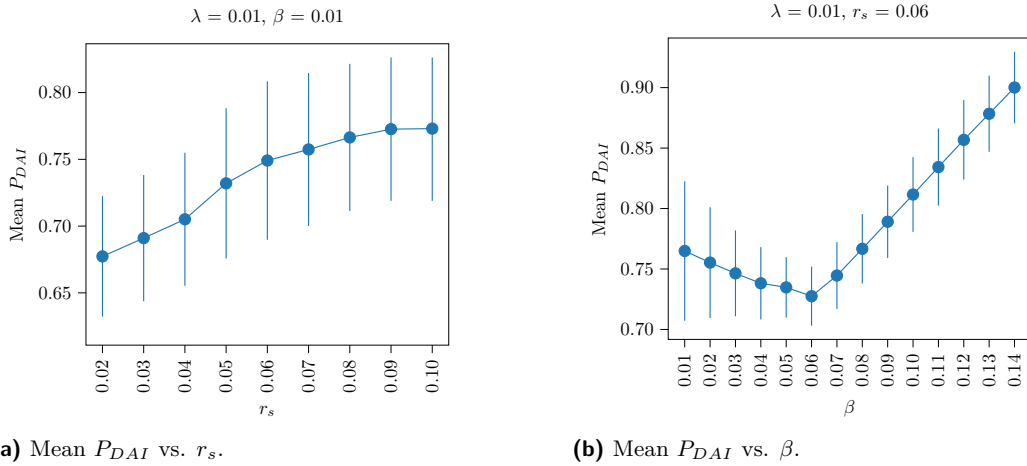 λ = 0.01, β = 0.01
Mean P_DAI
0.80
0.75
0.70
0.65
0.02 0.03 0.04 0.05 0.06 0.07 0.08 0.09 0.10
r_s
a) Mean P_DAI vs. r_s.
λ = 0.01, r_s = 0.06
Mean P_DAI
0.90
0.85
0.80
0.75
0.70
0.01 0.02 0.03 0.04 0.05 0.06 0.07 0.08 0.09 0.10 0.11 0.12 0.13 0.14
β
(b) Mean P_DAI vs. β.